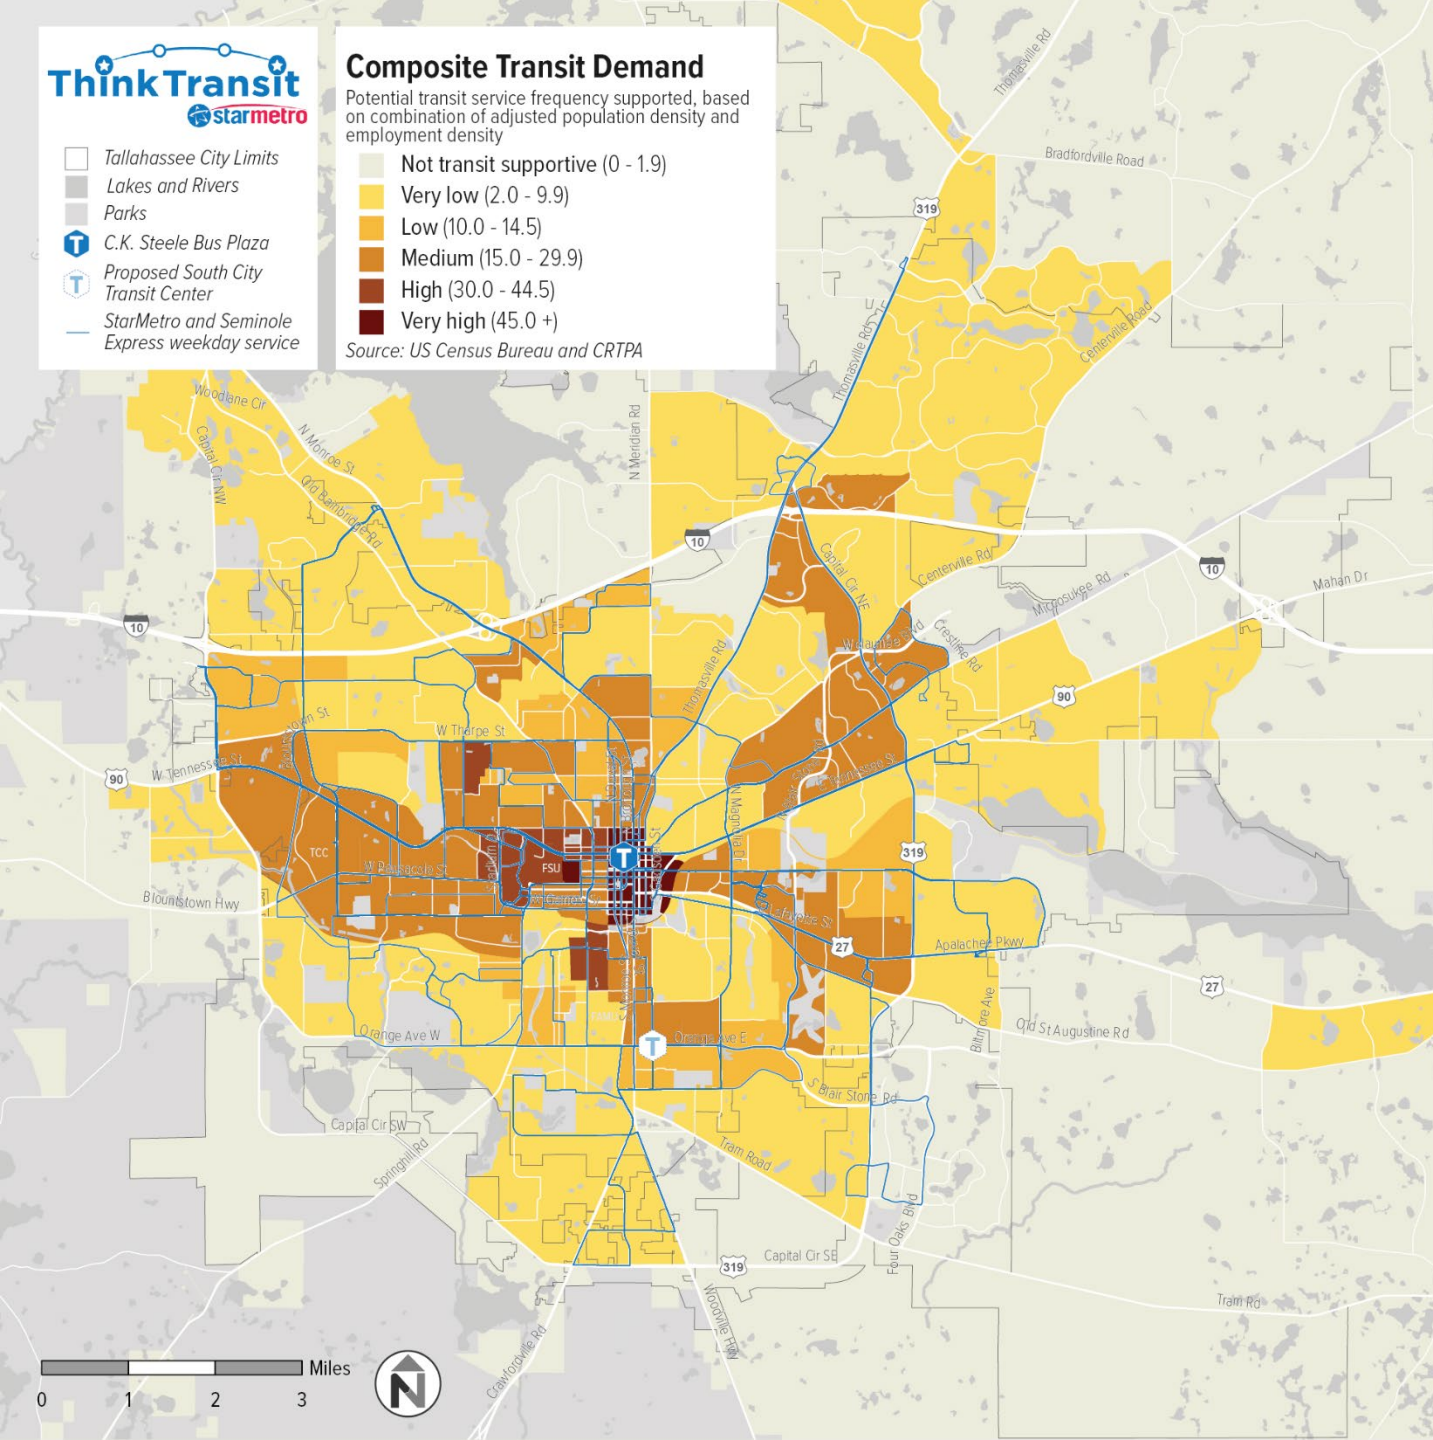 Think Transit
starmetro
Tallahassee City Limits
Lakes and Rivers
Parks
C.K. Steele Bus Plaza
Proposed South City
Transit Center
StarMetro and Seminole
Express weekday service
Composite Transit Demand
Potential transit service frequency supported, based
on combination of adjusted population density and
employment density
Not transit supportive (0 - 1.9)
Very low (2.0 - 9.9)
Low (10.0 - 14.5)
Medium (15.0 - 29.9)
High (30.0 - 44.5)
Very high (45.0 +)
Source: US Census Bureau and CRTPA
Thomasville Rd
Bradfordville Road
319
Centerville Road
Thomasville Rd
Woodlane Cir
N Monroe St
Capital Cir NW
Old Bainbridge Rd
N Meridian Rd
10
Capital Cir NE
Centerville Rd
10
Miccosukee Rd
Mahan Dr
10
Crestline Rd
Thomasville Rd
90
W Tharpe St
W Tennessee St
90
N Magnolia Dr
319
TCC
W Pensacola St
FSU
T
W Gaines St
Blountstown Hwy
E Lafayette St
27
Apalachee Pkwy
27
Biltmore Ave
Old St Augustine Rd
Orange Ave W
FAMU
T
Orange Ave E
S Blair Stone Rd
Capital Cir SW
Springhill Rd
Tram Road
Four Oaks Blvd
Capital Cir SE
319
Woodville Hwy
Tram Rd
Crawfordville Rd
Miles
0 1 2 3
N